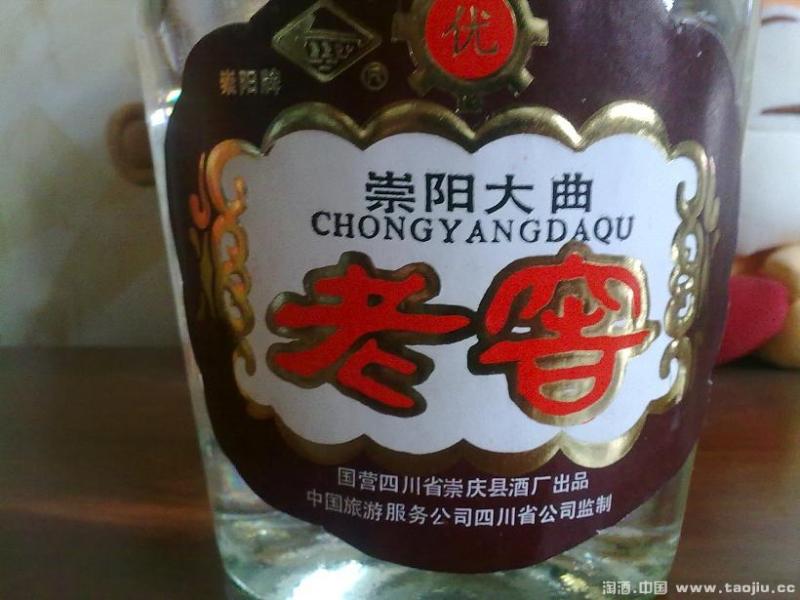 优
崇阳牌 ®
崇阳大曲
CHONGYANGDAQU
老窖
国营四川省崇庆县酒厂出品
中国旅游服务公司四川省公司监制
淘酒.中国 www.taojiu.cc